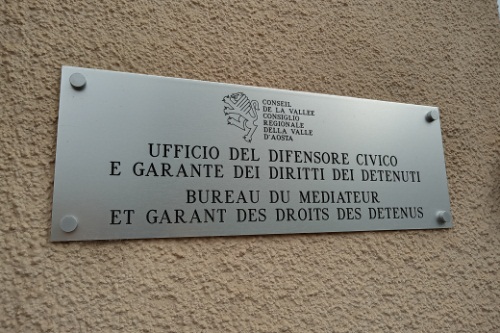 CONSEIL
DE LA VALLEE
CONSIGLIO
REGIONALE
DELLA VALLE
D'AOSTA
UFFICIO DEL DIFENSORE CIVICO
E GARANTE DEI DIRITTI DEI DETENUTI
BUREAU DU MEDIATEUR
ET GARANT DES DROITS DES DETENUS